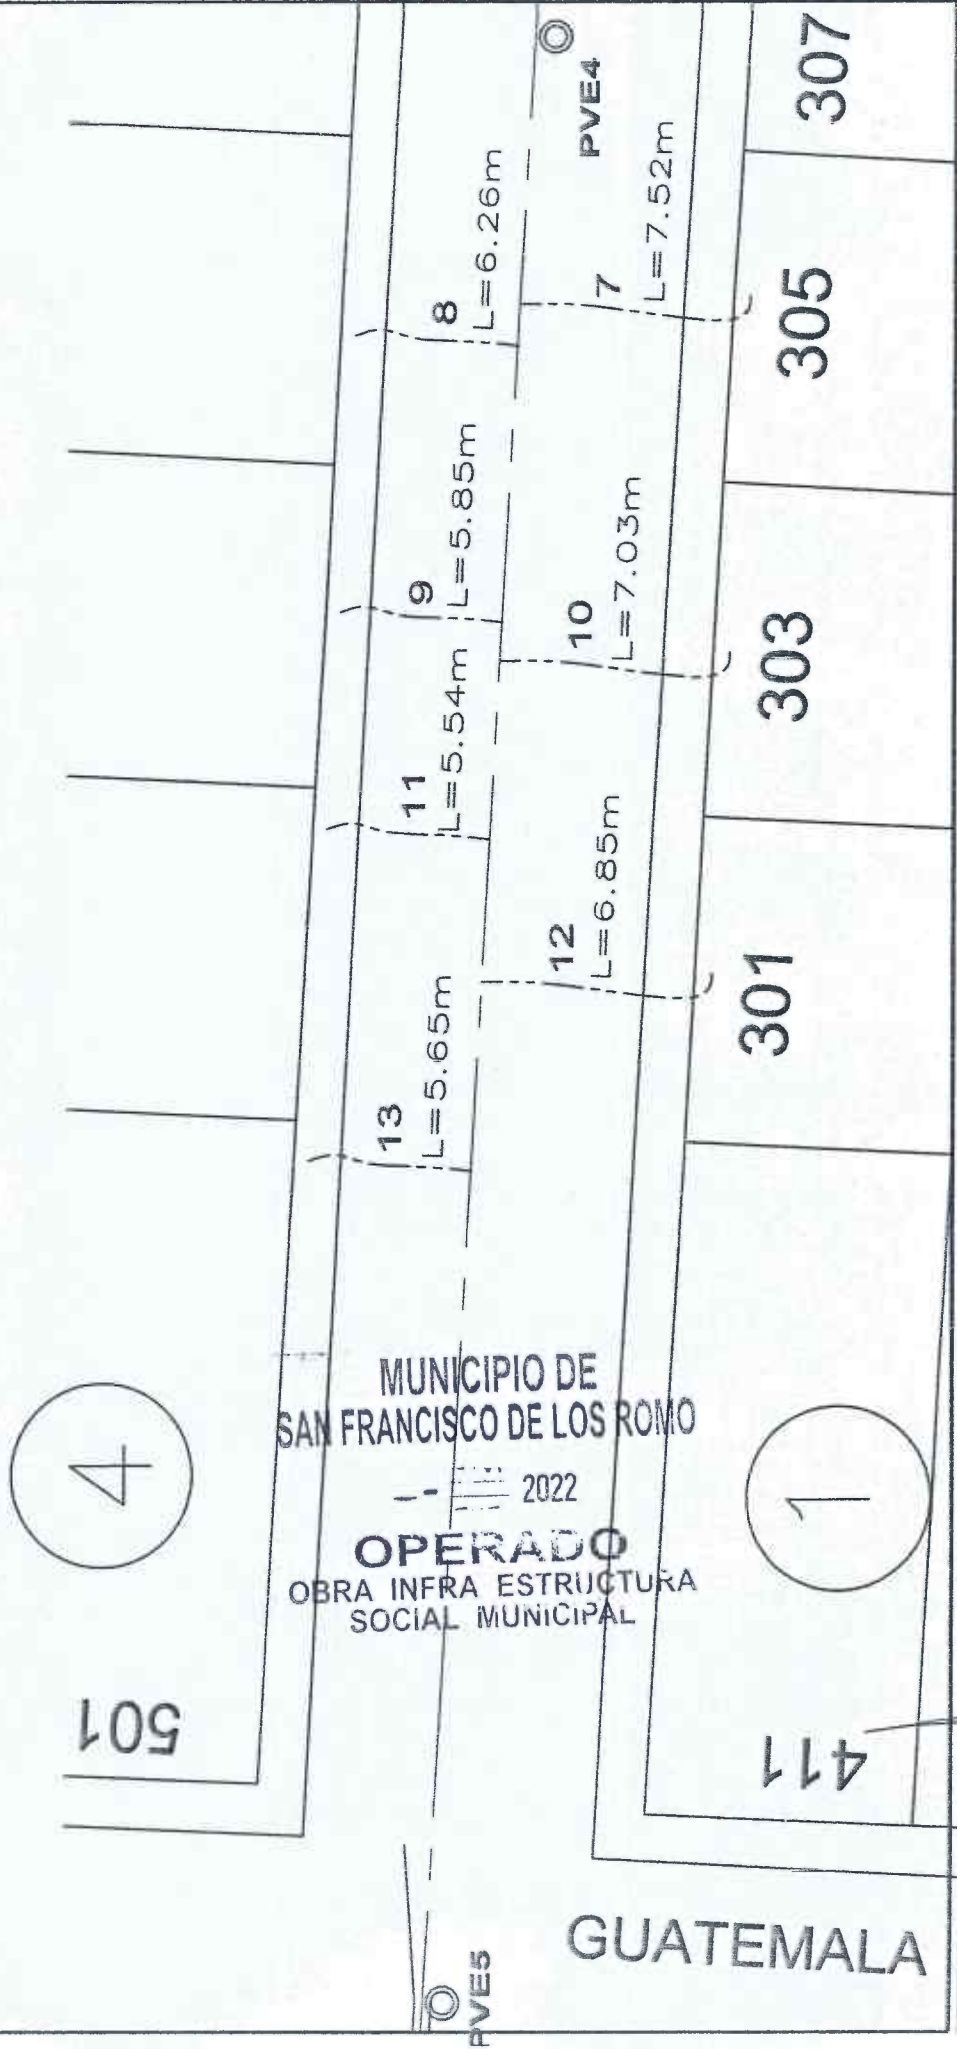 307
PVE4
L=6.26m
8
L=7.52m
7
305
L=5.85m
9
L=7.03m
10
303
L=5.54m
11
L=6.85m
12
301
L=5.65m
13
MUNICIPIO DE
SAN FRANCISCO DE LOS ROMO
2022
OPERADO
OBRA INFRA ESTRUCTURA
SOCIAL MUNICIPAL
4
1
501
411
GUATEMALA
PVE5